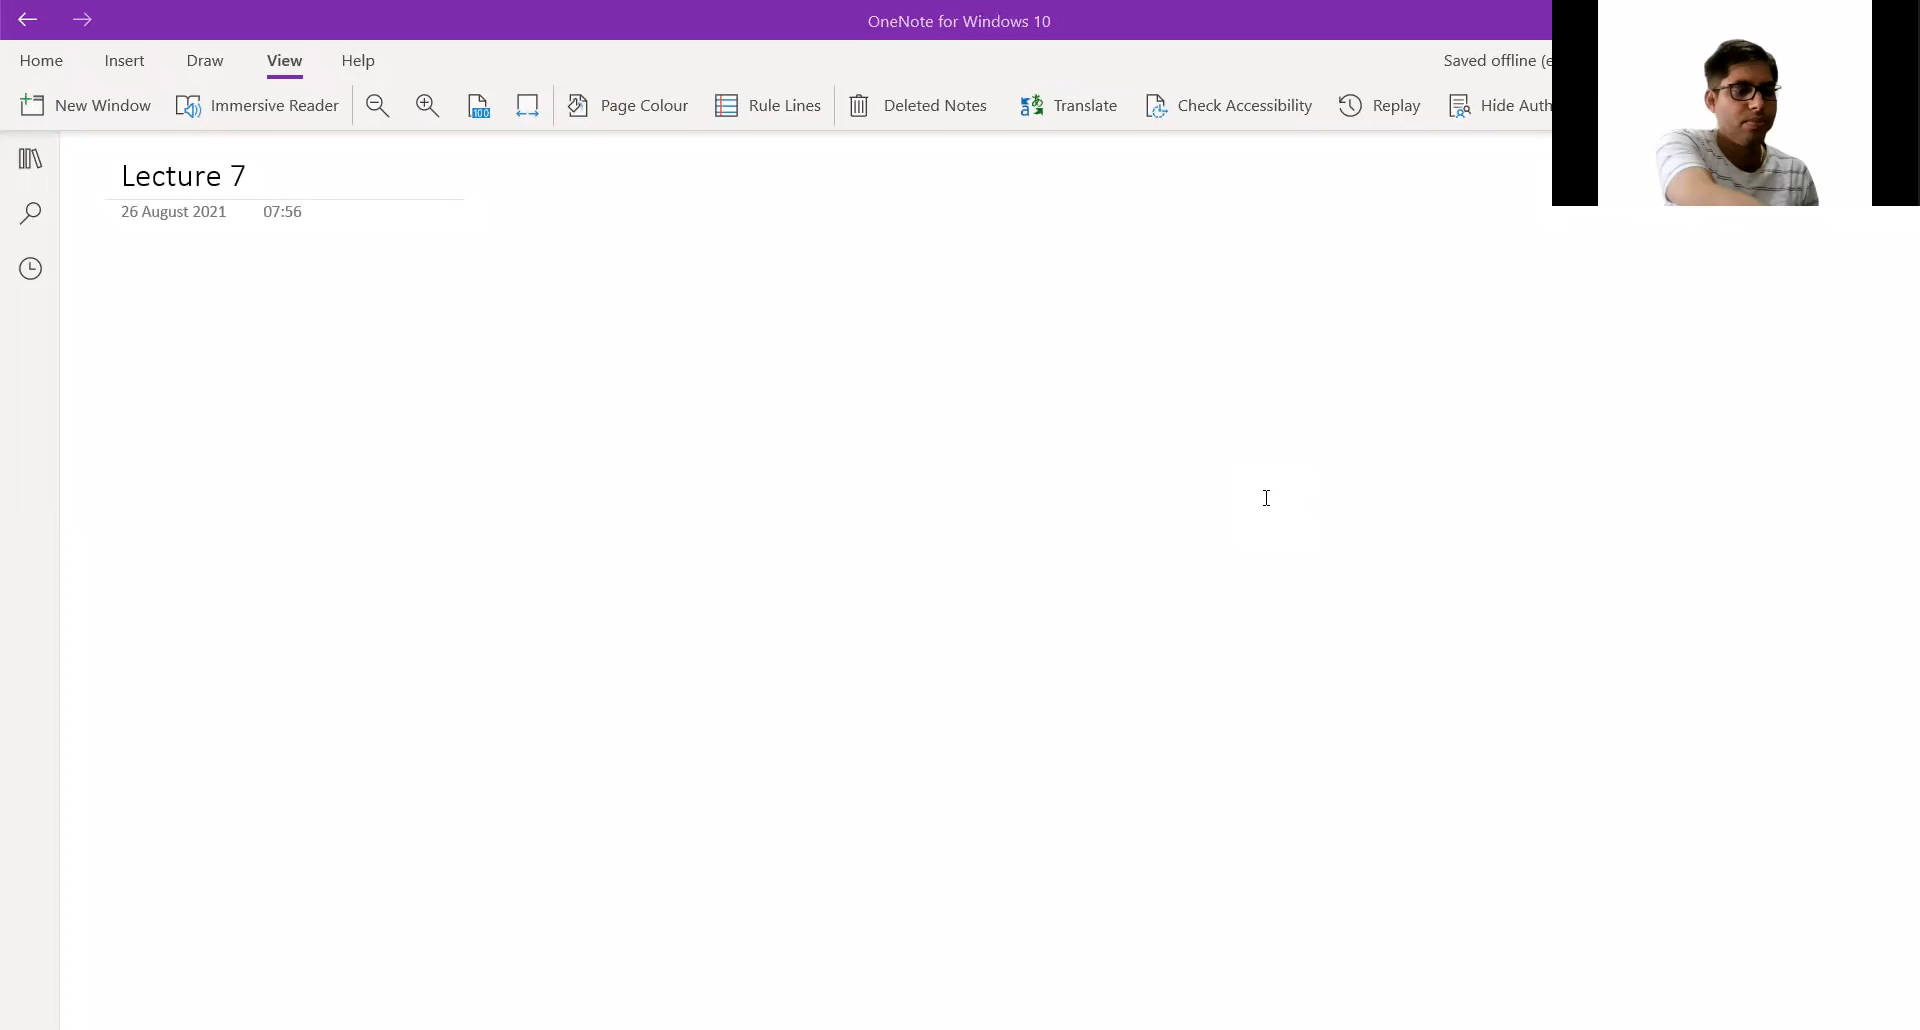 OneNote for Windows 10
Home Insert Draw View Help Saved offline (e
New Window Immersive Reader 100 Page Colour Rule Lines Deleted Notes Translate Check Accessibility Replay Hide Auth
Lecture 7
26 August 2021 07:56